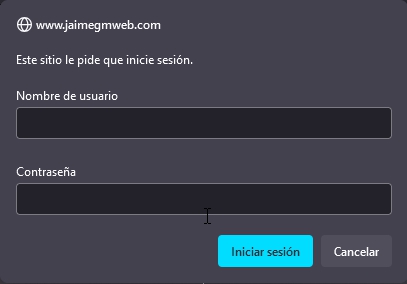 www.jaimegmweb.com
Este sitio le pide que inicie sesión.
Nombre de usuario
Contraseña
Iniciar sesión Cancelar